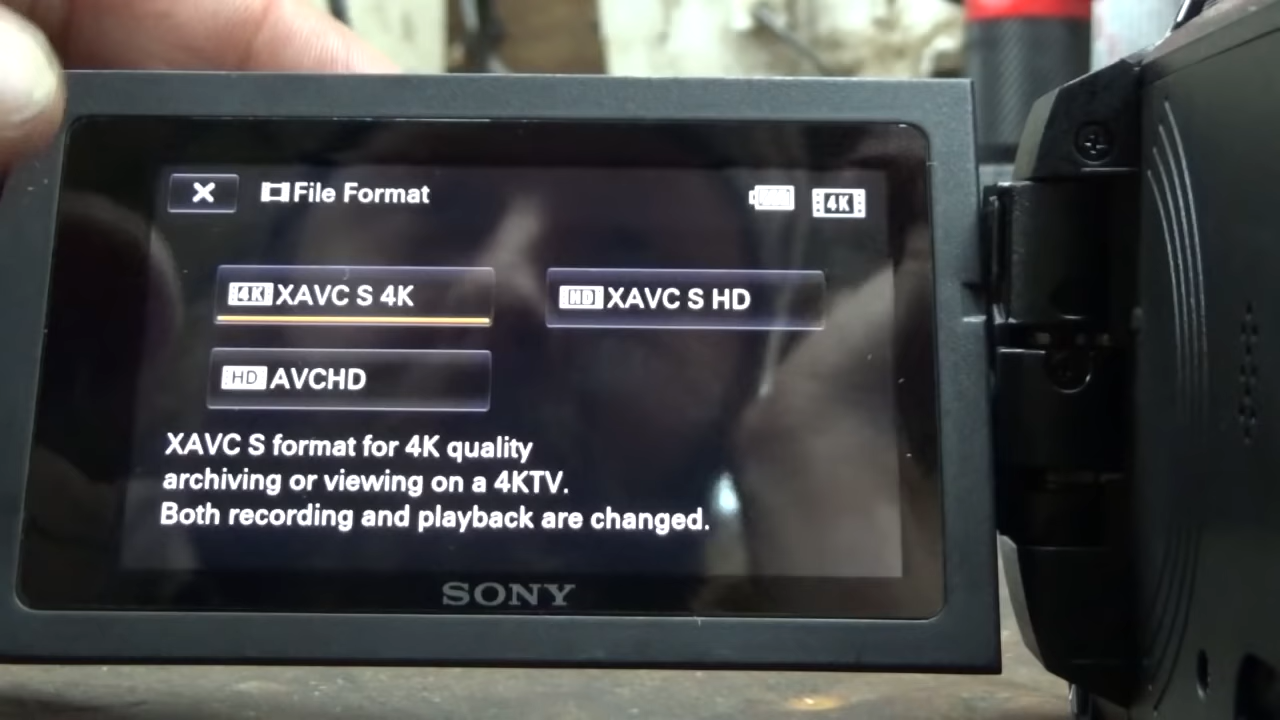 File Format
4K
4K XAVC S 4K
HD XAVC S HD
HD AVCHD
XAVC S format for 4K quality
archiving or viewing on a 4KTV.
Both recording and playback are changed.
SONY